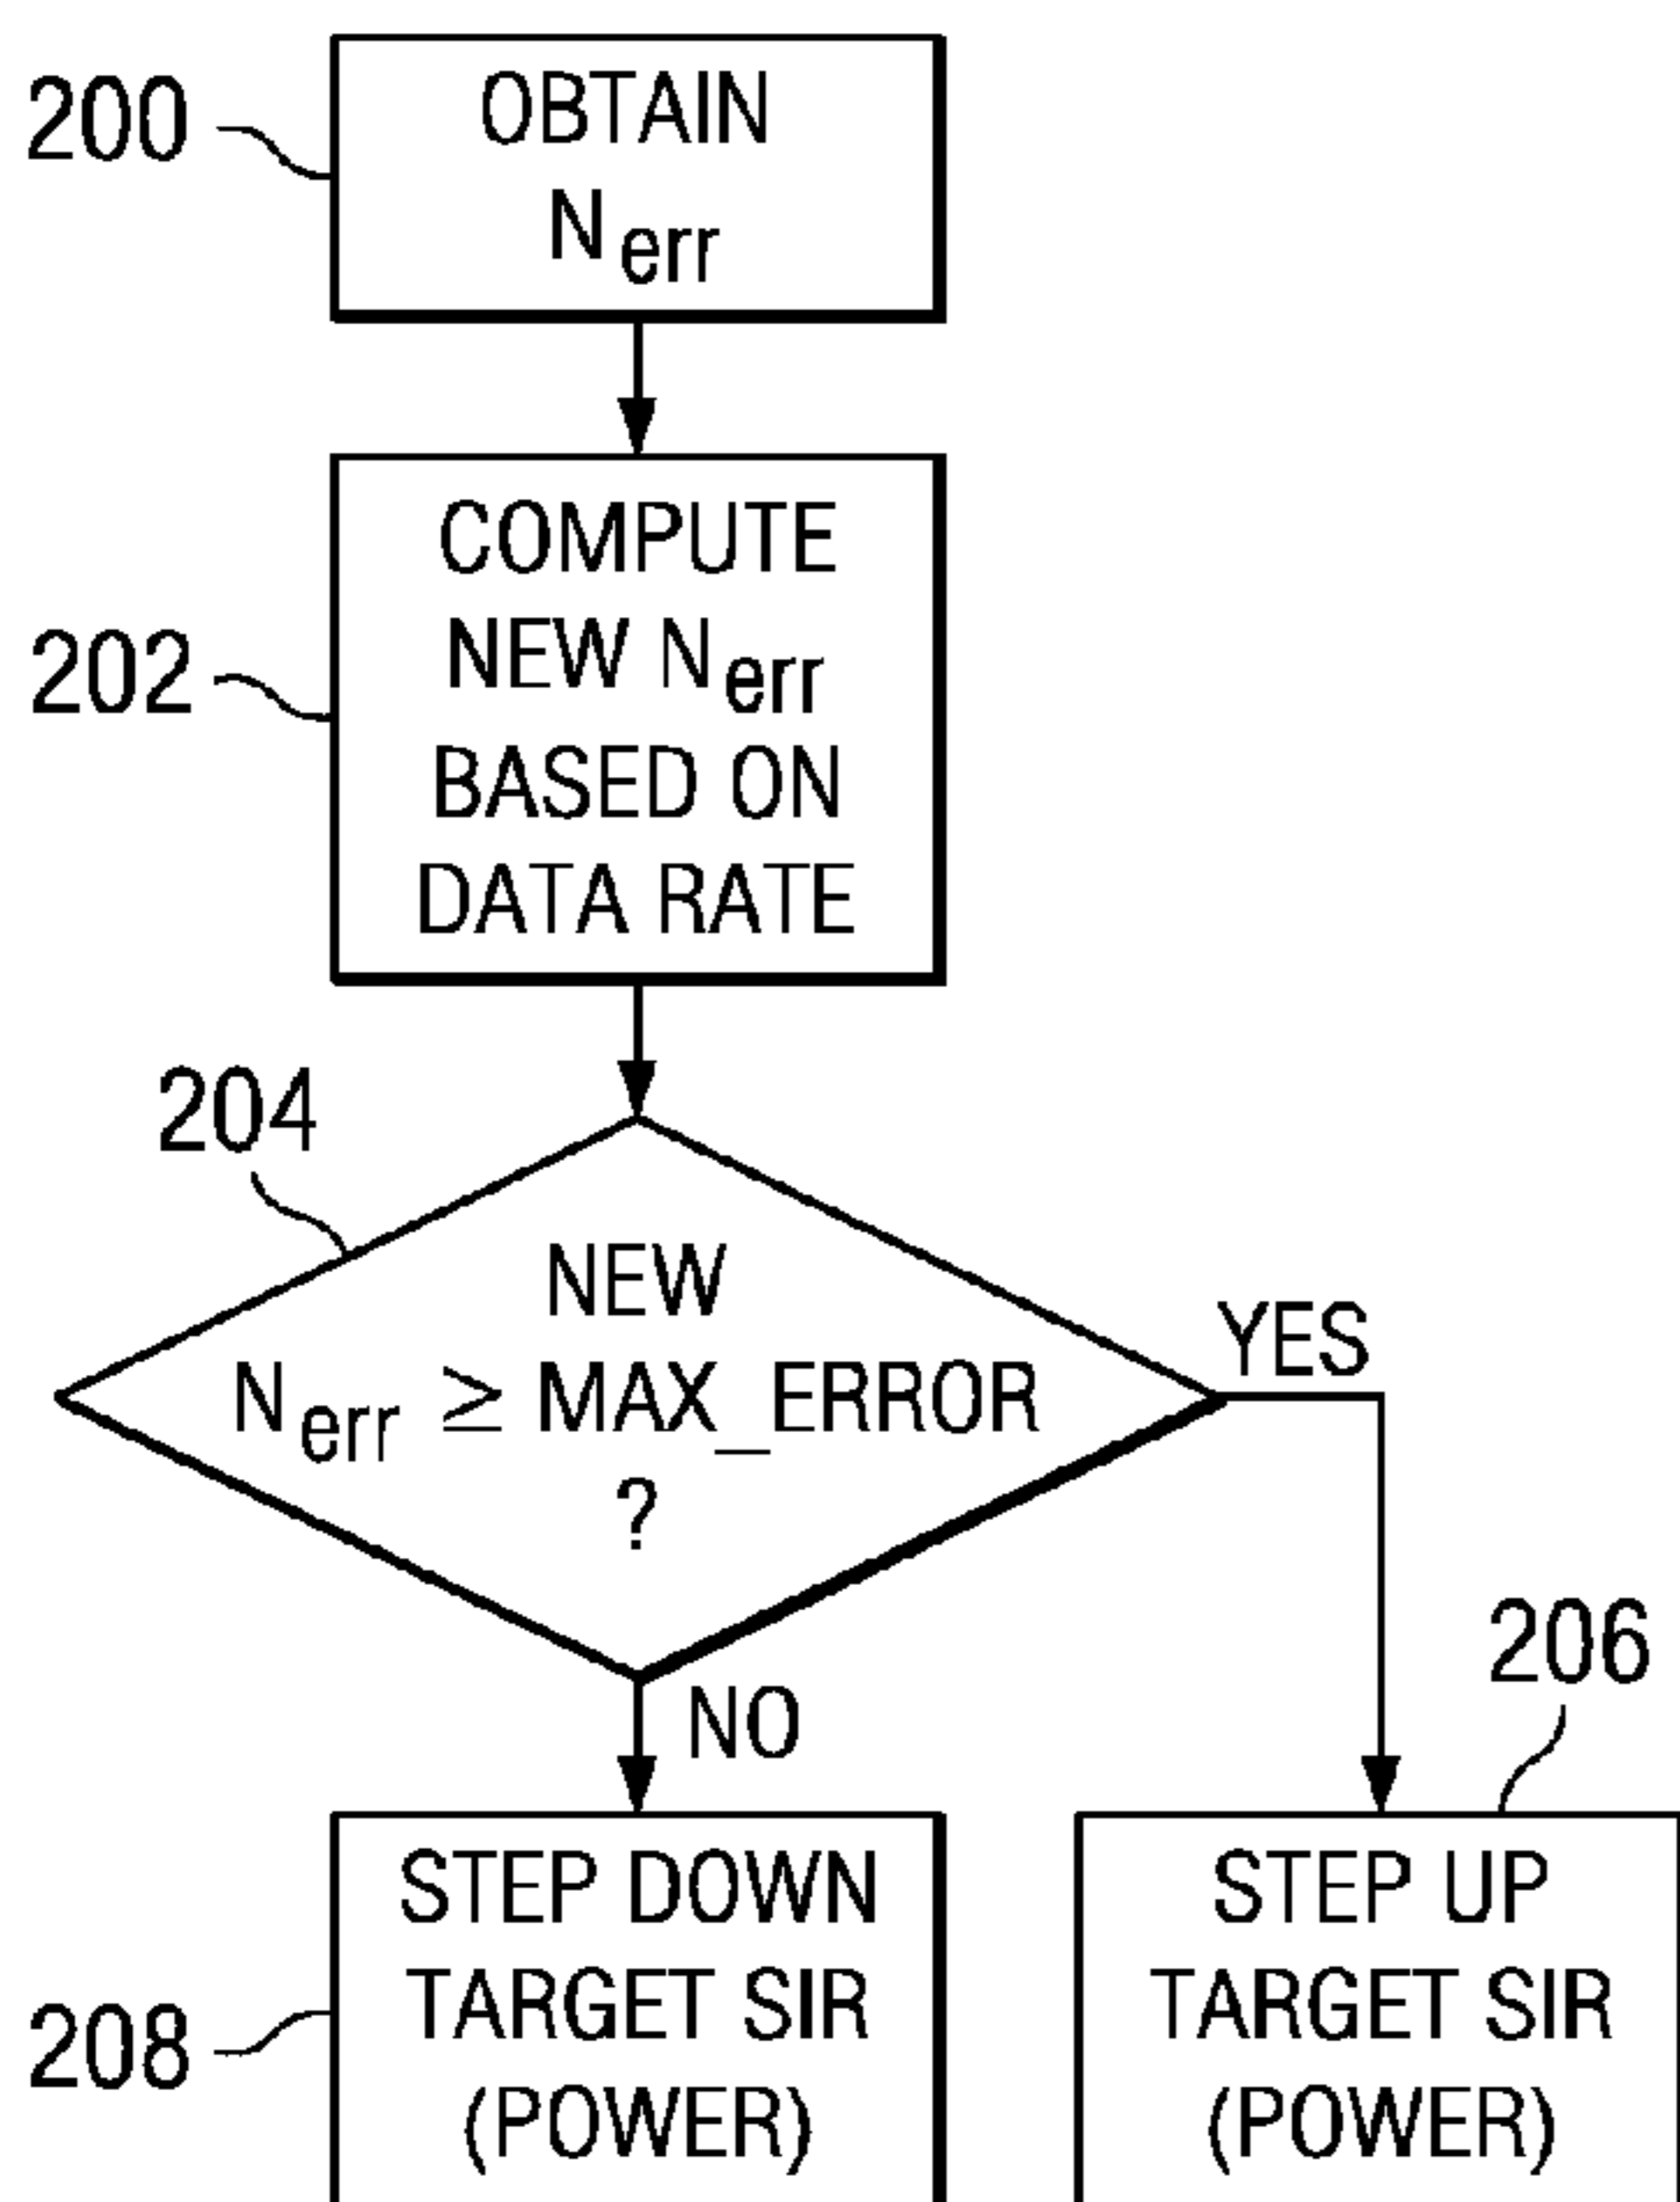 200
OBTAIN
Nerr
202
COMPUTE
NEW Nerr
BASED ON
DATA RATE
204
NEW
Nerr ≥ MAX_ERROR
?
YES
NO
206
208
STEP DOWN
TARGET SIR
(POWER)
STEP UP
TARGET SIR
(POWER)